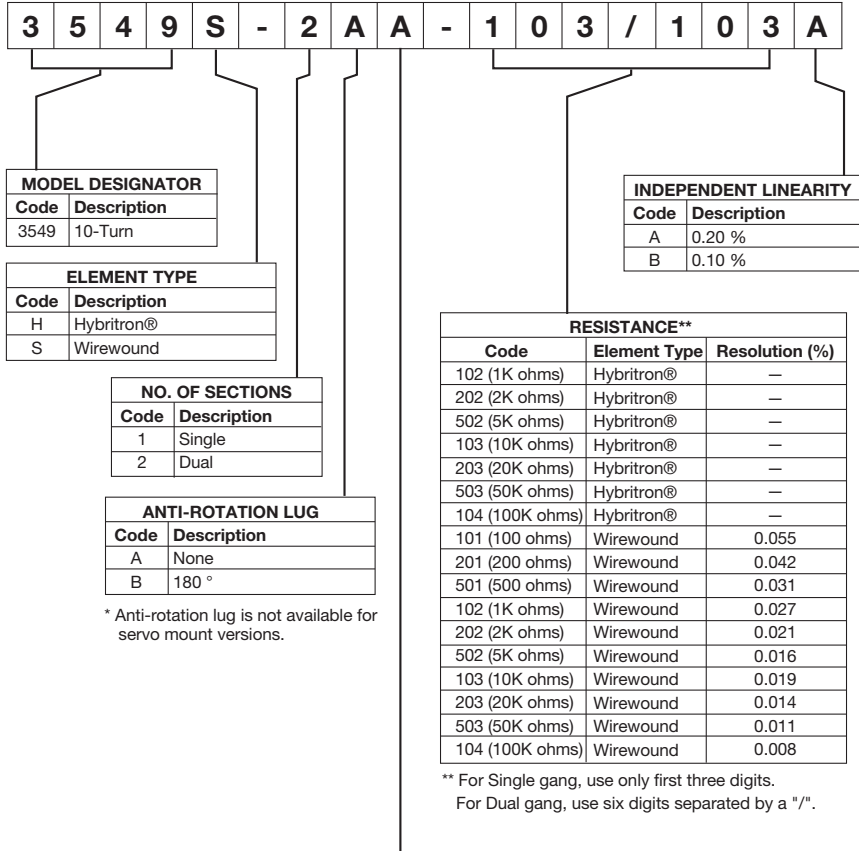 3 5 4 9 S - 2 A A - 1 0 3 / 1 0 3 A
MODEL DESIGNATOR
Code Description
3549 10-Turn
ELEMENT TYPE
Code Description
H Hybritron®
S Wirewound
NO. OF SECTIONS
Code Description
1 Single
2 Dual
ANTI-ROTATION LUG
Code Description
A None
B 180 °
* Anti-rotation lug is not available for
servo mount versions.
INDEPENDENT LINEARITY
Code Description
A 0.20 %
B 0.10 %
RESISTANCE**
Code Element Type Resolution (%)
102 (1K ohms) Hybritron® —
202 (2K ohms) Hybritron® —
502 (5K ohms) Hybritron® —
103 (10K ohms) Hybritron® —
203 (20K ohms) Hybritron® —
503 (50K ohms) Hybritron® —
104 (100K ohms) Hybritron® —
101 (100 ohms) Wirewound 0.055
201 (200 ohms) Wirewound 0.042
501 (500 ohms) Wirewound 0.031
102 (1K ohms) Wirewound 0.027
202 (2K ohms) Wirewound 0.021
502 (5K ohms) Wirewound 0.016
103 (10K ohms) Wirewound 0.019
203 (20K ohms) Wirewound 0.014
503 (50K ohms) Wirewound 0.011
104 (100K ohms) Wirewound 0.008
** For Single gang, use only first three digits.
For Dual gang, use six digits separated by a "/".